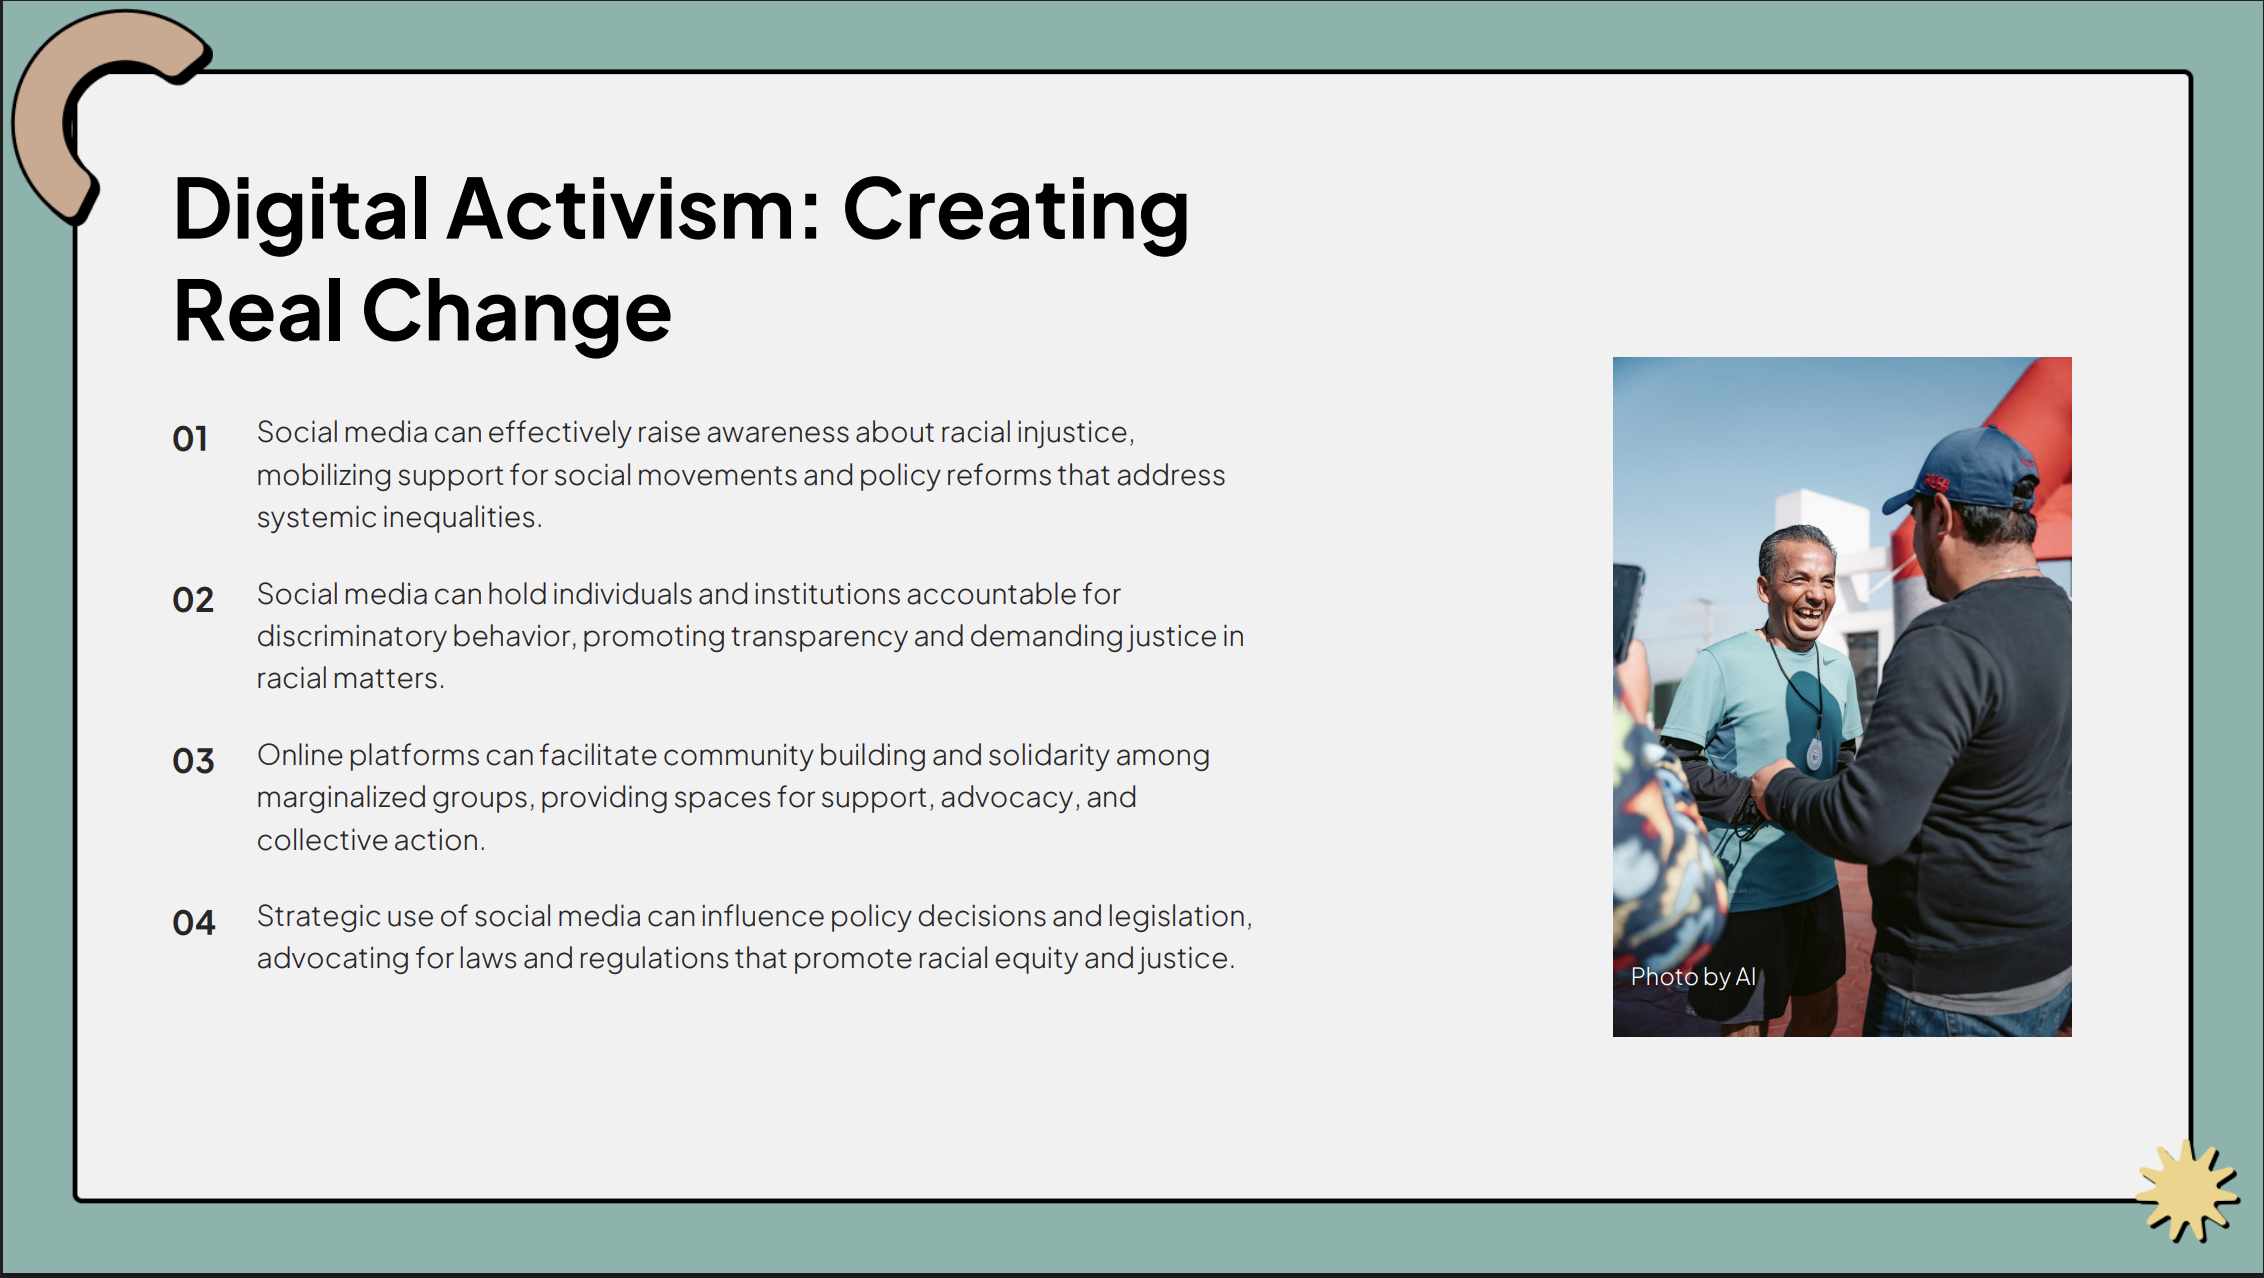 Digital Activism: Creating
Real Change
01
Social media can effectively raise awareness about racial injustice,
mobilizing support for social movements and policy reforms that address
systemic inequalities.
02
Social media can hold individuals and institutions accountable for
discriminatory behavior, promoting transparency and demanding justice in
racial matters.
03
Online platforms can facilitate community building and solidarity among
marginalized groups, providing spaces for support, advocacy, and
collective action.
04
Strategic use of social media can influence policy decisions and legislation,
advocating for laws and regulations that promote racial equity and justice.
Photo by AI